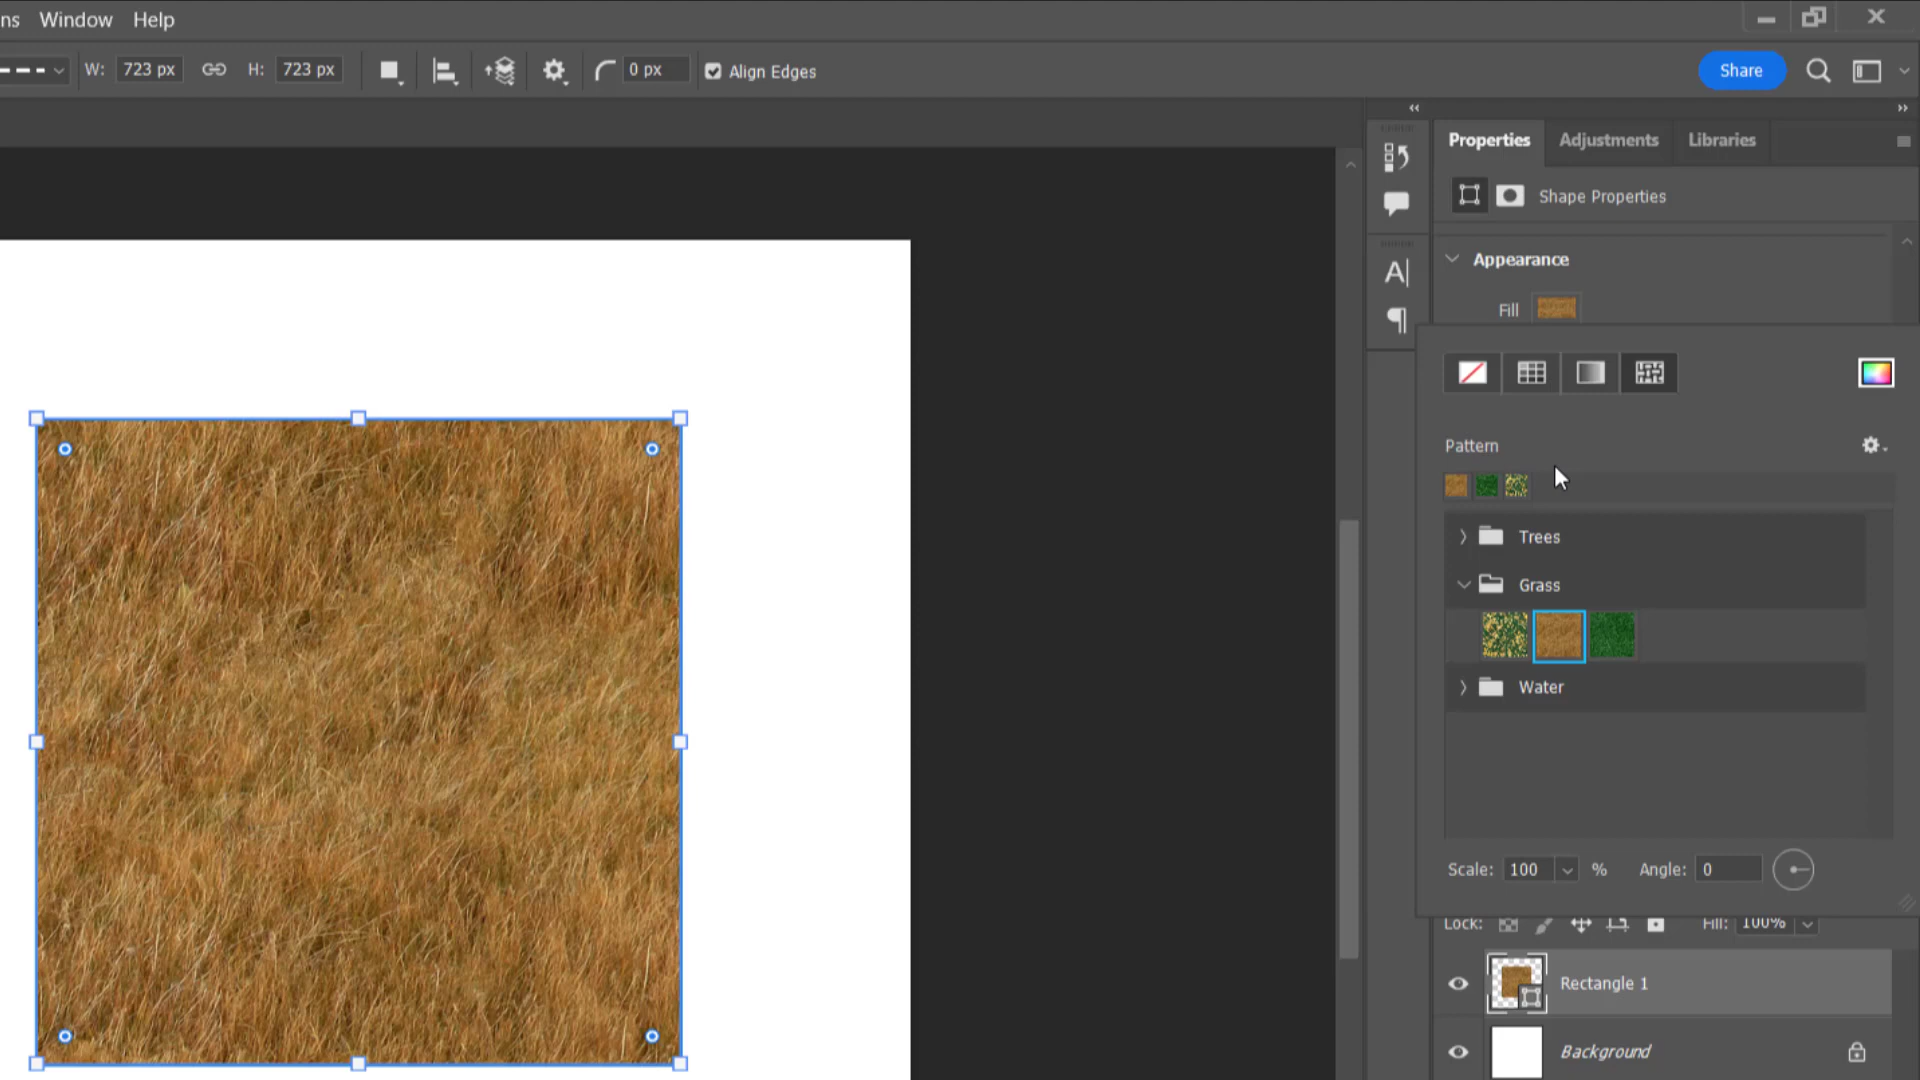 ns Window Help
W: 723 px H: 723 px 0 px Align Edges Share
Properties Adjustments Libraries
Shape Properties
Appearance
Fill
Pattern
Trees
Grass
Water
Scale: 100 % Angle: 0
Lock: Fill: 100%
Rectangle 1
Background